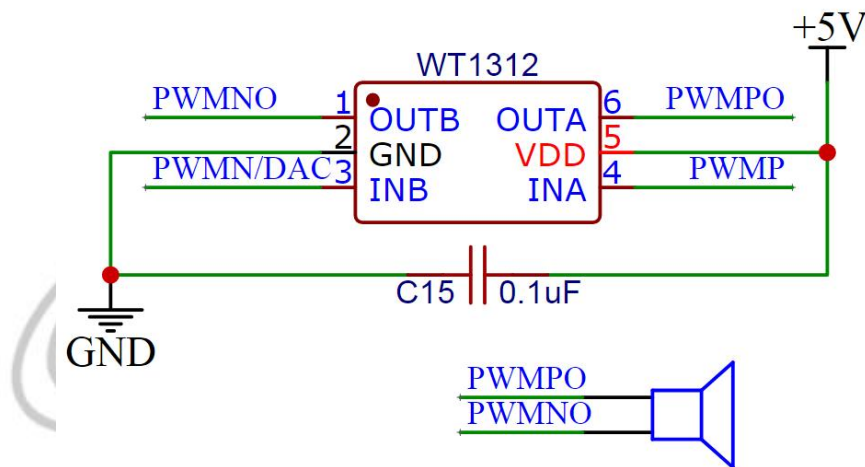 +5V
WT1312
PWMNO 1 OUTB OUTA 6 PWMPO
2 GND VDD 5
PWMN/DAC 3 INB INA 4 PWMP
C15 0.1uF
GND
PWMPO
PWMNO